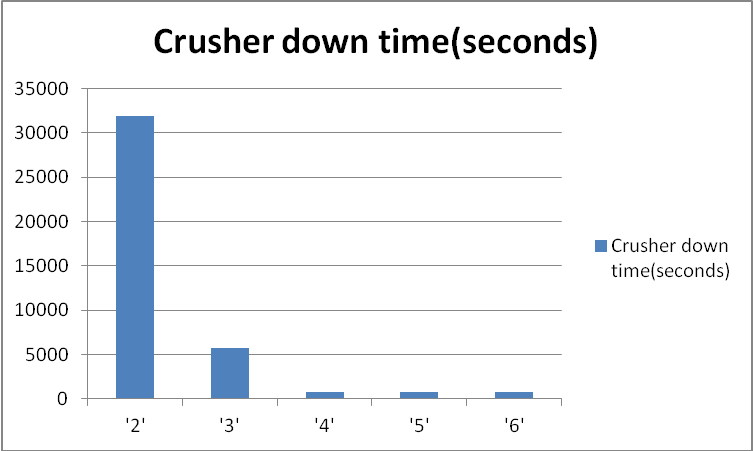 Crusher down time(seconds)
35000
30000
25000
20000
15000
10000
5000
0
'2' '3' '4' '5' '6'
Crusher down
time(seconds)